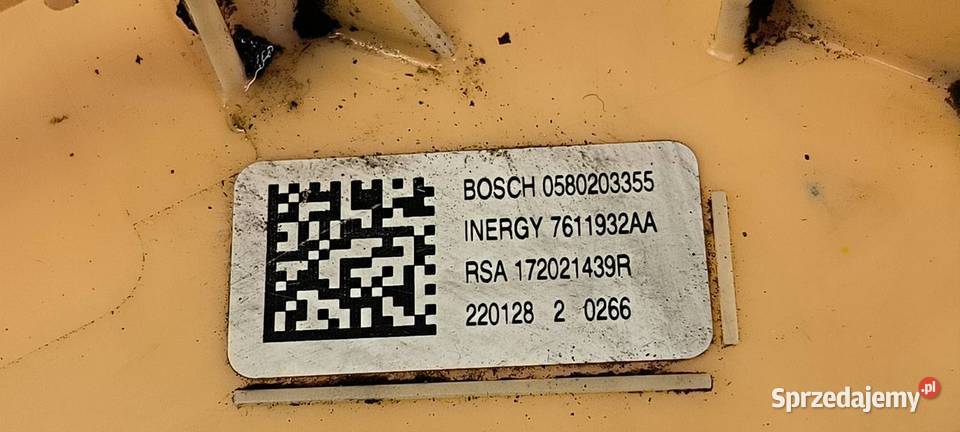 BOSCH 0580203355
INERGY 7611932AA
RSA 172021439R
220128 2 0266
Sprzedajemy.pl